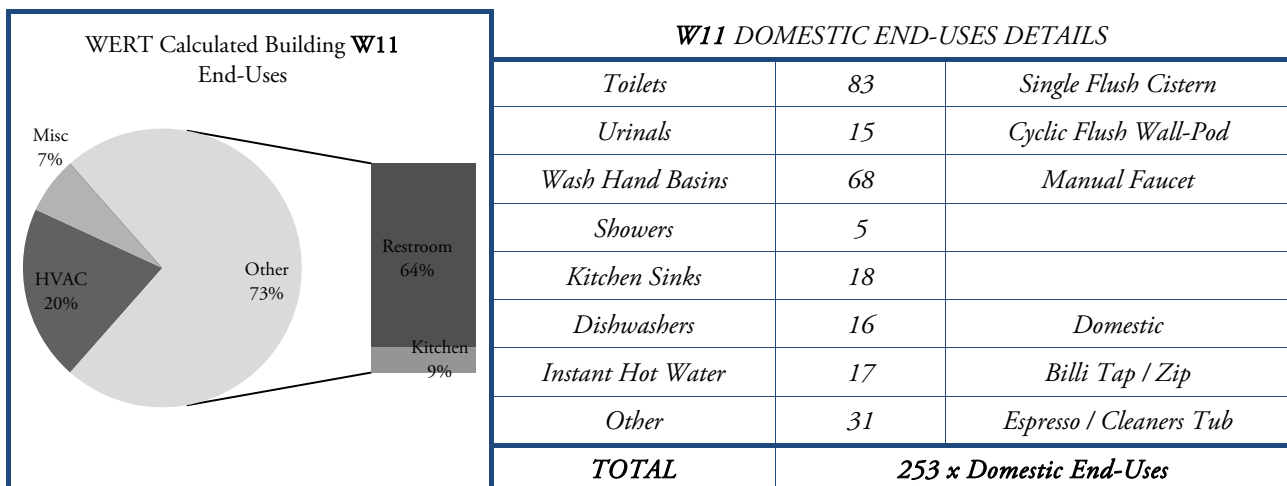 WERT Calculated Building W11
End-Uses
Misc
7%
HVAC
20%
Other
73%
Restroom
64%
Kitchen
9%
W11 DOMESTIC END-USES DETAILS
Toilets 83 Single Flush Cistern
Urinals 15 Cyclic Flush Wall-Pod
Wash Hand Basins 68 Manual Faucet
Showers 5
Kitchen Sinks 18
Dishwashers 16 Domestic
Instant Hot Water 17 Billi Tap / Zip
Other 31 Espresso / Cleaners Tub
TOTAL 253 x Domestic End-Uses